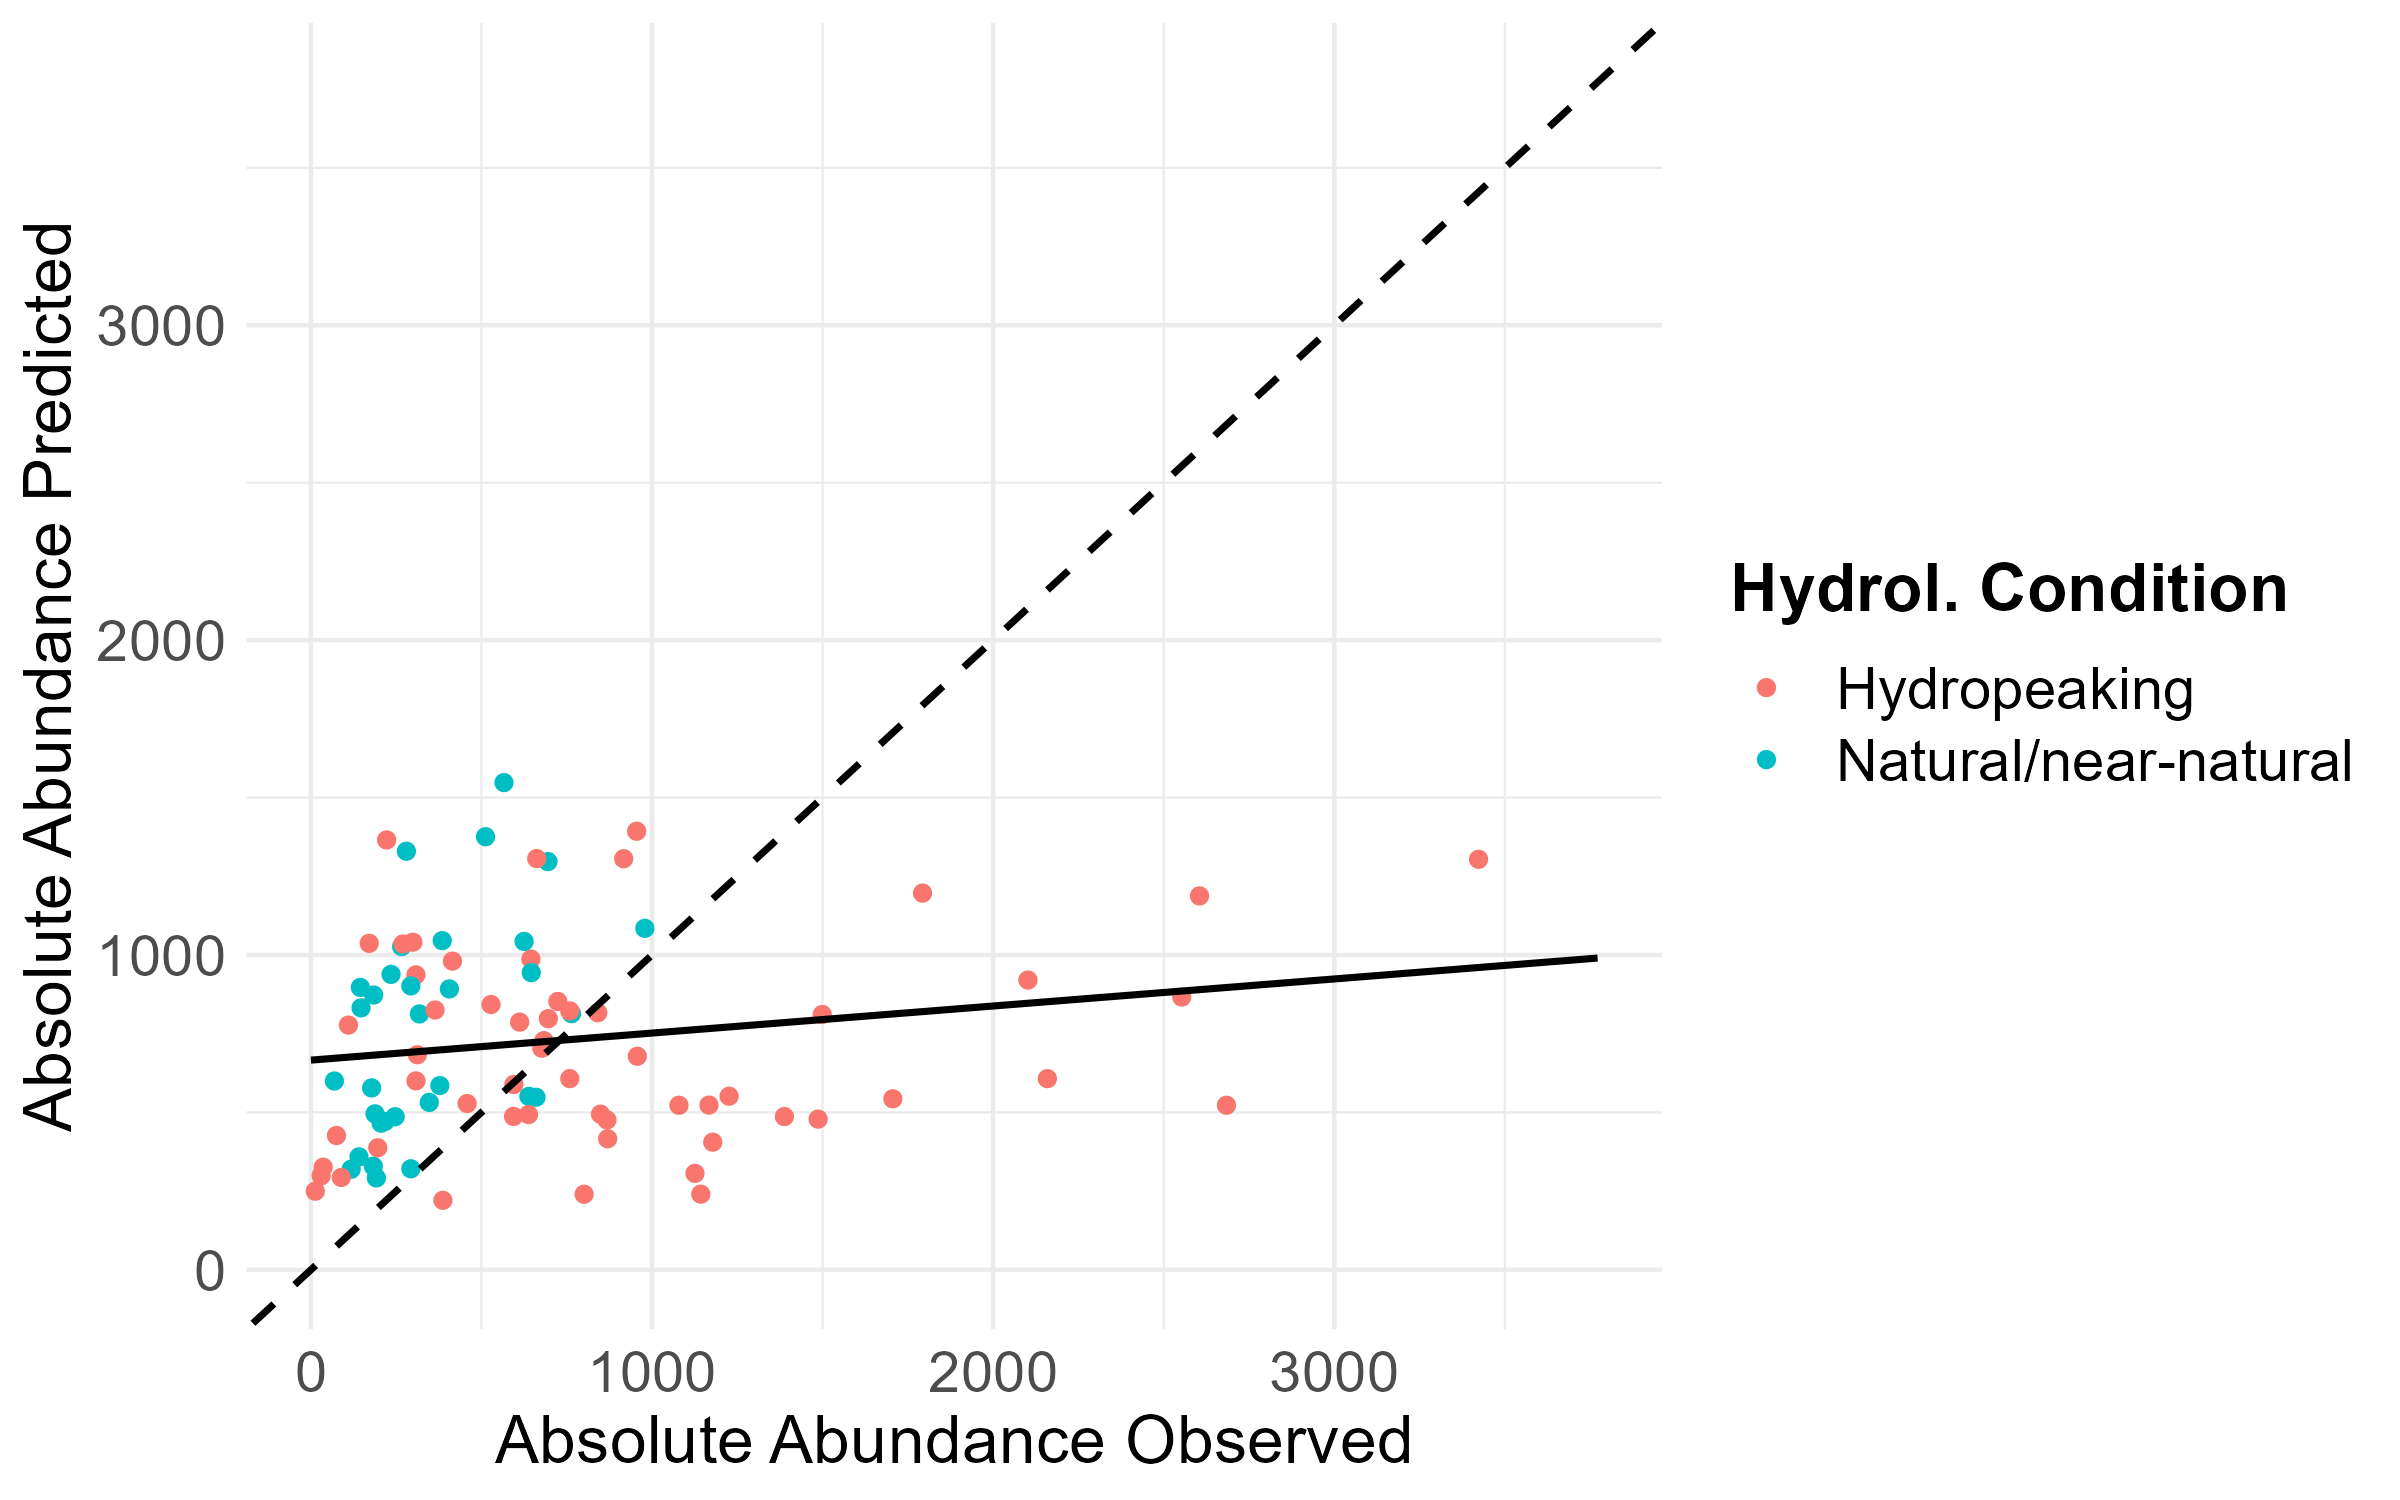 Absolute Abundance Predicted
3000
2000
1000
0
0 1000 2000 3000
Absolute Abundance Observed
Hydrol. Condition
Hydropeaking
Natural/near-natural